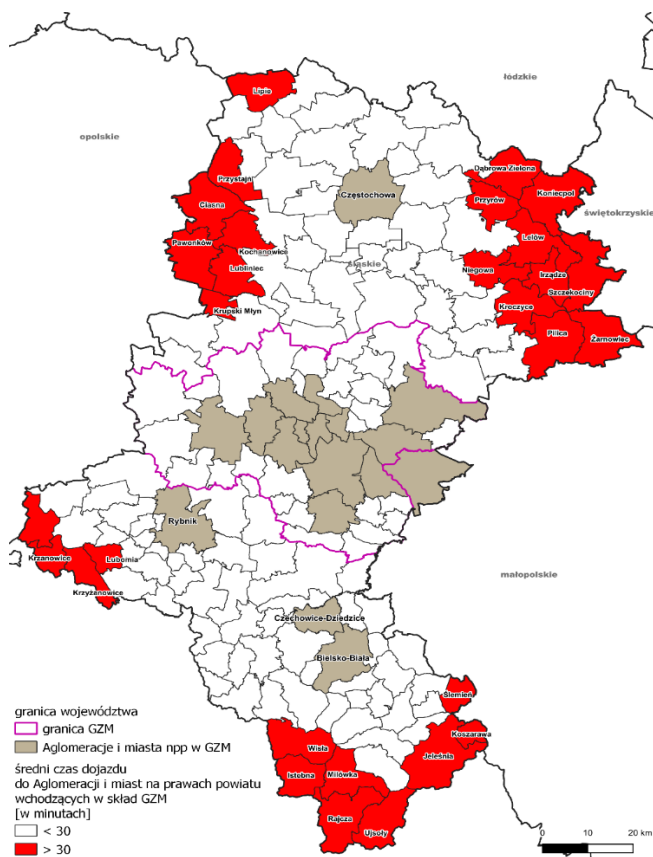 łódzkie
Lipie
opolskie
Dąbrowa Zielona
Przystajń
Koniecpol
Częstochowa
Przyrów
Ciasna
świętokrzyskie
Lelów
Pawonków
Kochanowice
śląskie
Niegowa
Irządze
Lubliniec
Szczekociny
Krupski Młyn
Kroczyce
Pilica
Żarnowiec
Rybnik
Krzanowice
Lubomia
małopolskie
Krzyżanowice
Czechowice-Dziedzice
Bielsko-Biała
Ślemień
granica województwa
granica GZM
Koszarawa
Aglomeracje i miasta npp w GZM
Wisła
Jeleśnia
średni czas dojazdu
do Aglomeracji i miast na prawach powiatu
wchodzących w skład GZM
[w minutach]
Istebna
Milówka
Rajcza
< 30
Ujsoły
> 30
0 10 20 km